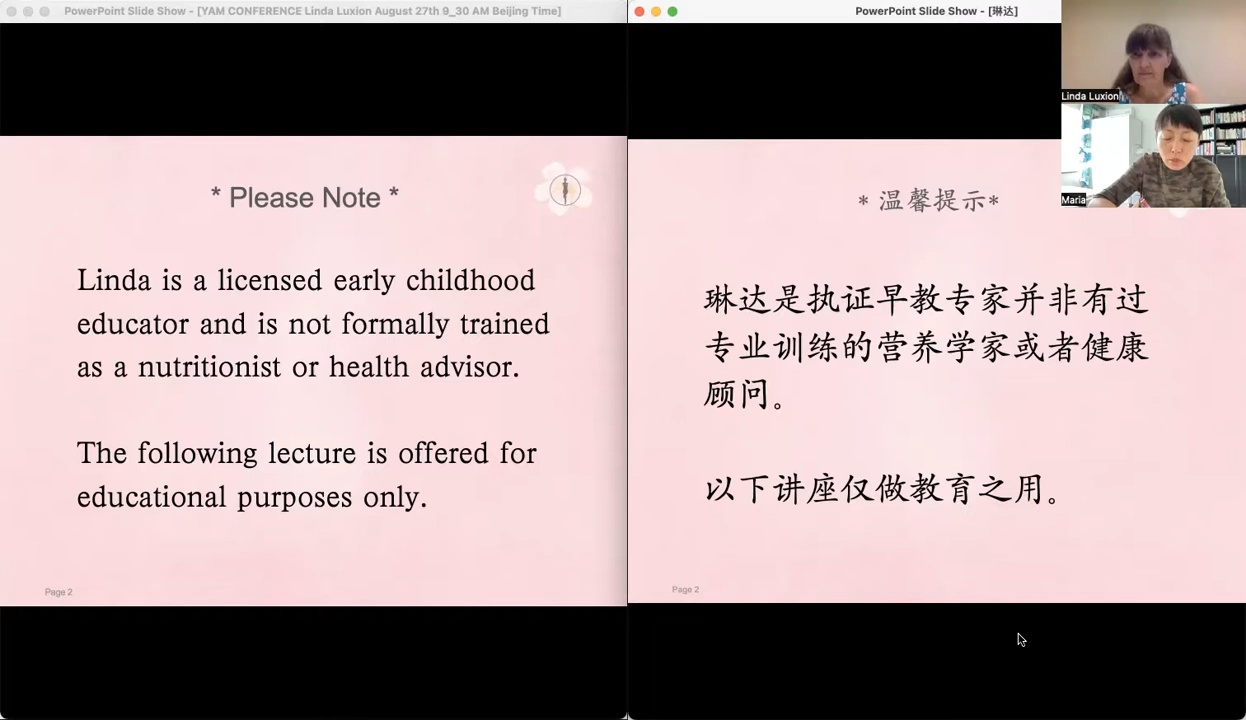 PowerPoint Slide Show - [YAM CONFERENCE Linda Luxion August 27th 9_30 AM Beijing Time]
* Please Note *
Linda is a licensed early childhood
educator and is not formally trained
as a nutritionist or health advisor.
The following lecture is offered for
educational purposes only.
Page 2
PowerPoint Slide Show - [琳达]
* 温馨提示*
琳达是执证早教专家并非有过
专业训练的营养学家或者健康
顾问。
以下讲座仅做教育之用。
Page 2
Linda Luxion
Maria